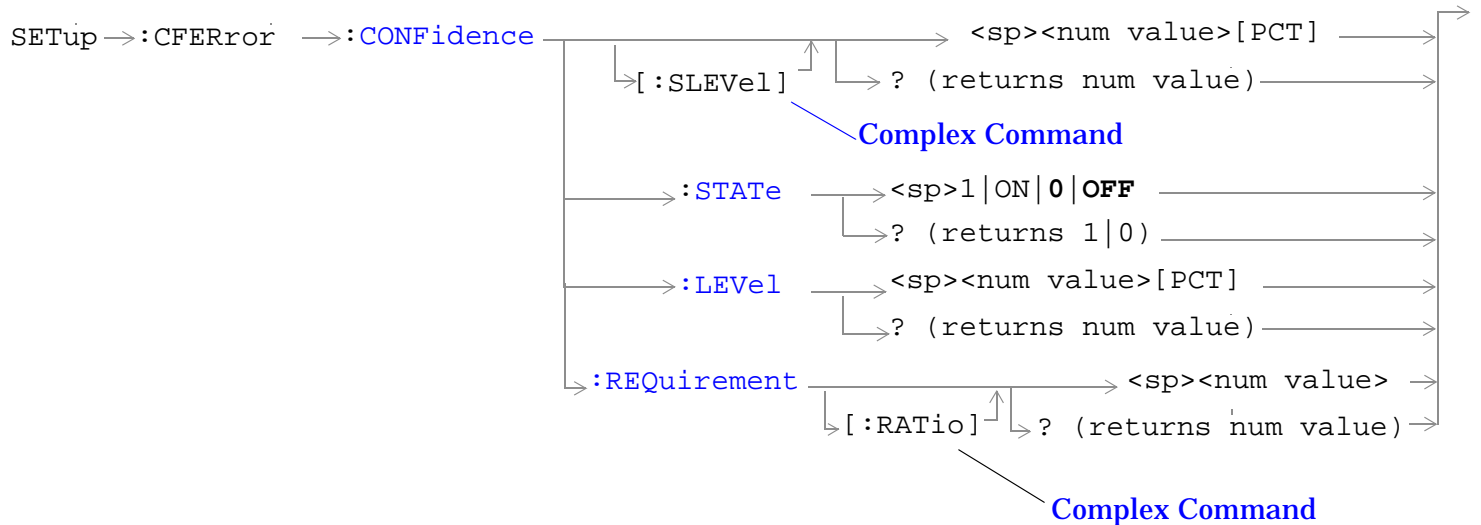 SETup :CFERror :CONFidence <sp><num value>[PCT]
[:SLEVel] ? (returns num value)
Complex Command
:STATe <sp>1|ON|0|OFF
? (returns 1|0)
:LEVel <sp><num value>[PCT]
? (returns num value)
:REQuirement <sp><num value>
[:RATio] ? (returns num value)
Complex Command